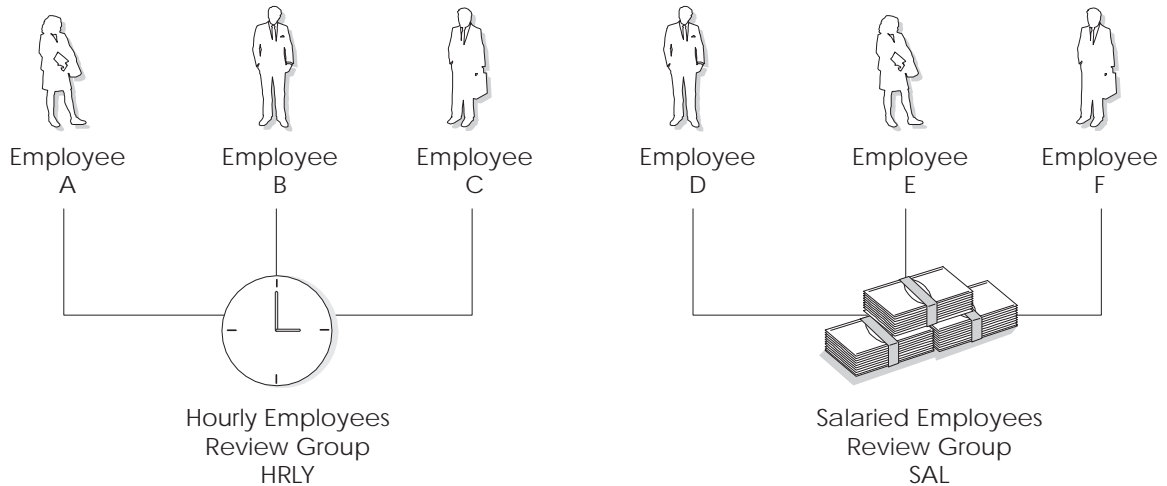 Employee
A
Employee
B
Employee
C
Employee
D
Employee
E
Employee
F
Hourly Employees
Review Group
HRLY
Salaried Employees
Review Group
SAL